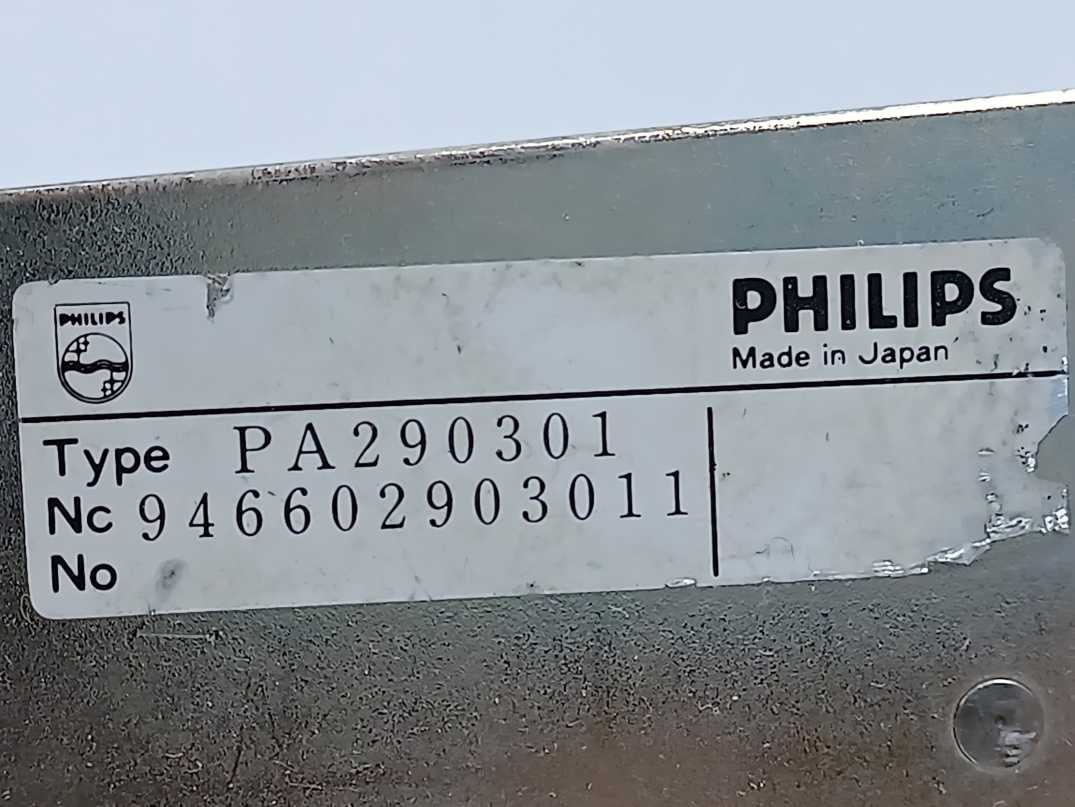 PHILIPS
PHILIPS
Made in Japan
Type PA290301
Nc 946602903011
No